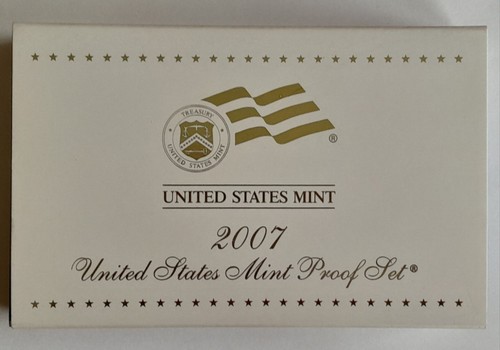 TREASURY
UNITED STATES MINT
®
UNITED STATES MINT
2007
United States Mint Proof Set®